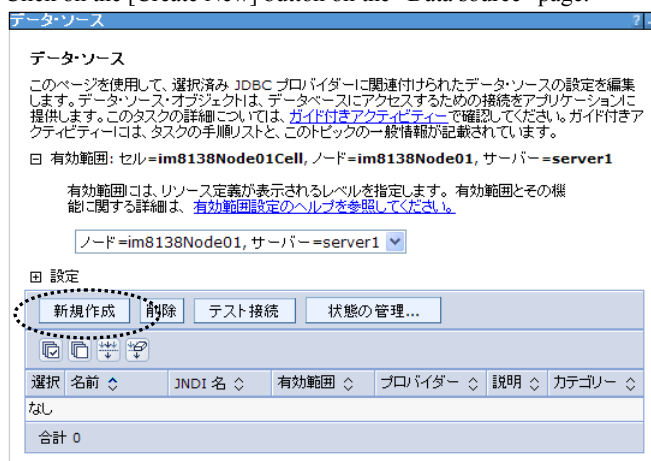 Click on the [Create New] button on the "Data source" page.
データ・ソース ?
データ・ソース
このページを使用して、選択済み JDBC プロバイダーに関連付けられたデータ・ソースの設定を編集
します。データ・ソース・オブジェクトは、データベースにアクセスするための接続をアプリケーションに
提供します。このタスクの詳細については、ガイド付きアクティビティーで確認してください。ガイド付きア
クティビティーには、タスクの手順リストと、このトピックの一般情報が記載されています。
有効範囲: セル=im8138Node01Cell, ノード=im8138Node01, サーバー=server1
有効範囲には、リソース定義が表示されるレベルを指定します。有効範囲とその機
能に関する詳細は、有効範囲設定のヘルプを参照してください。
ノード=im8138Node01, サーバー=server1
設定
新規作成 削除 テスト接続 状態の管理...
選択 名前 JNDI 名 有効範囲 プロバイダー 説明 カテゴリー
なし
合計 0